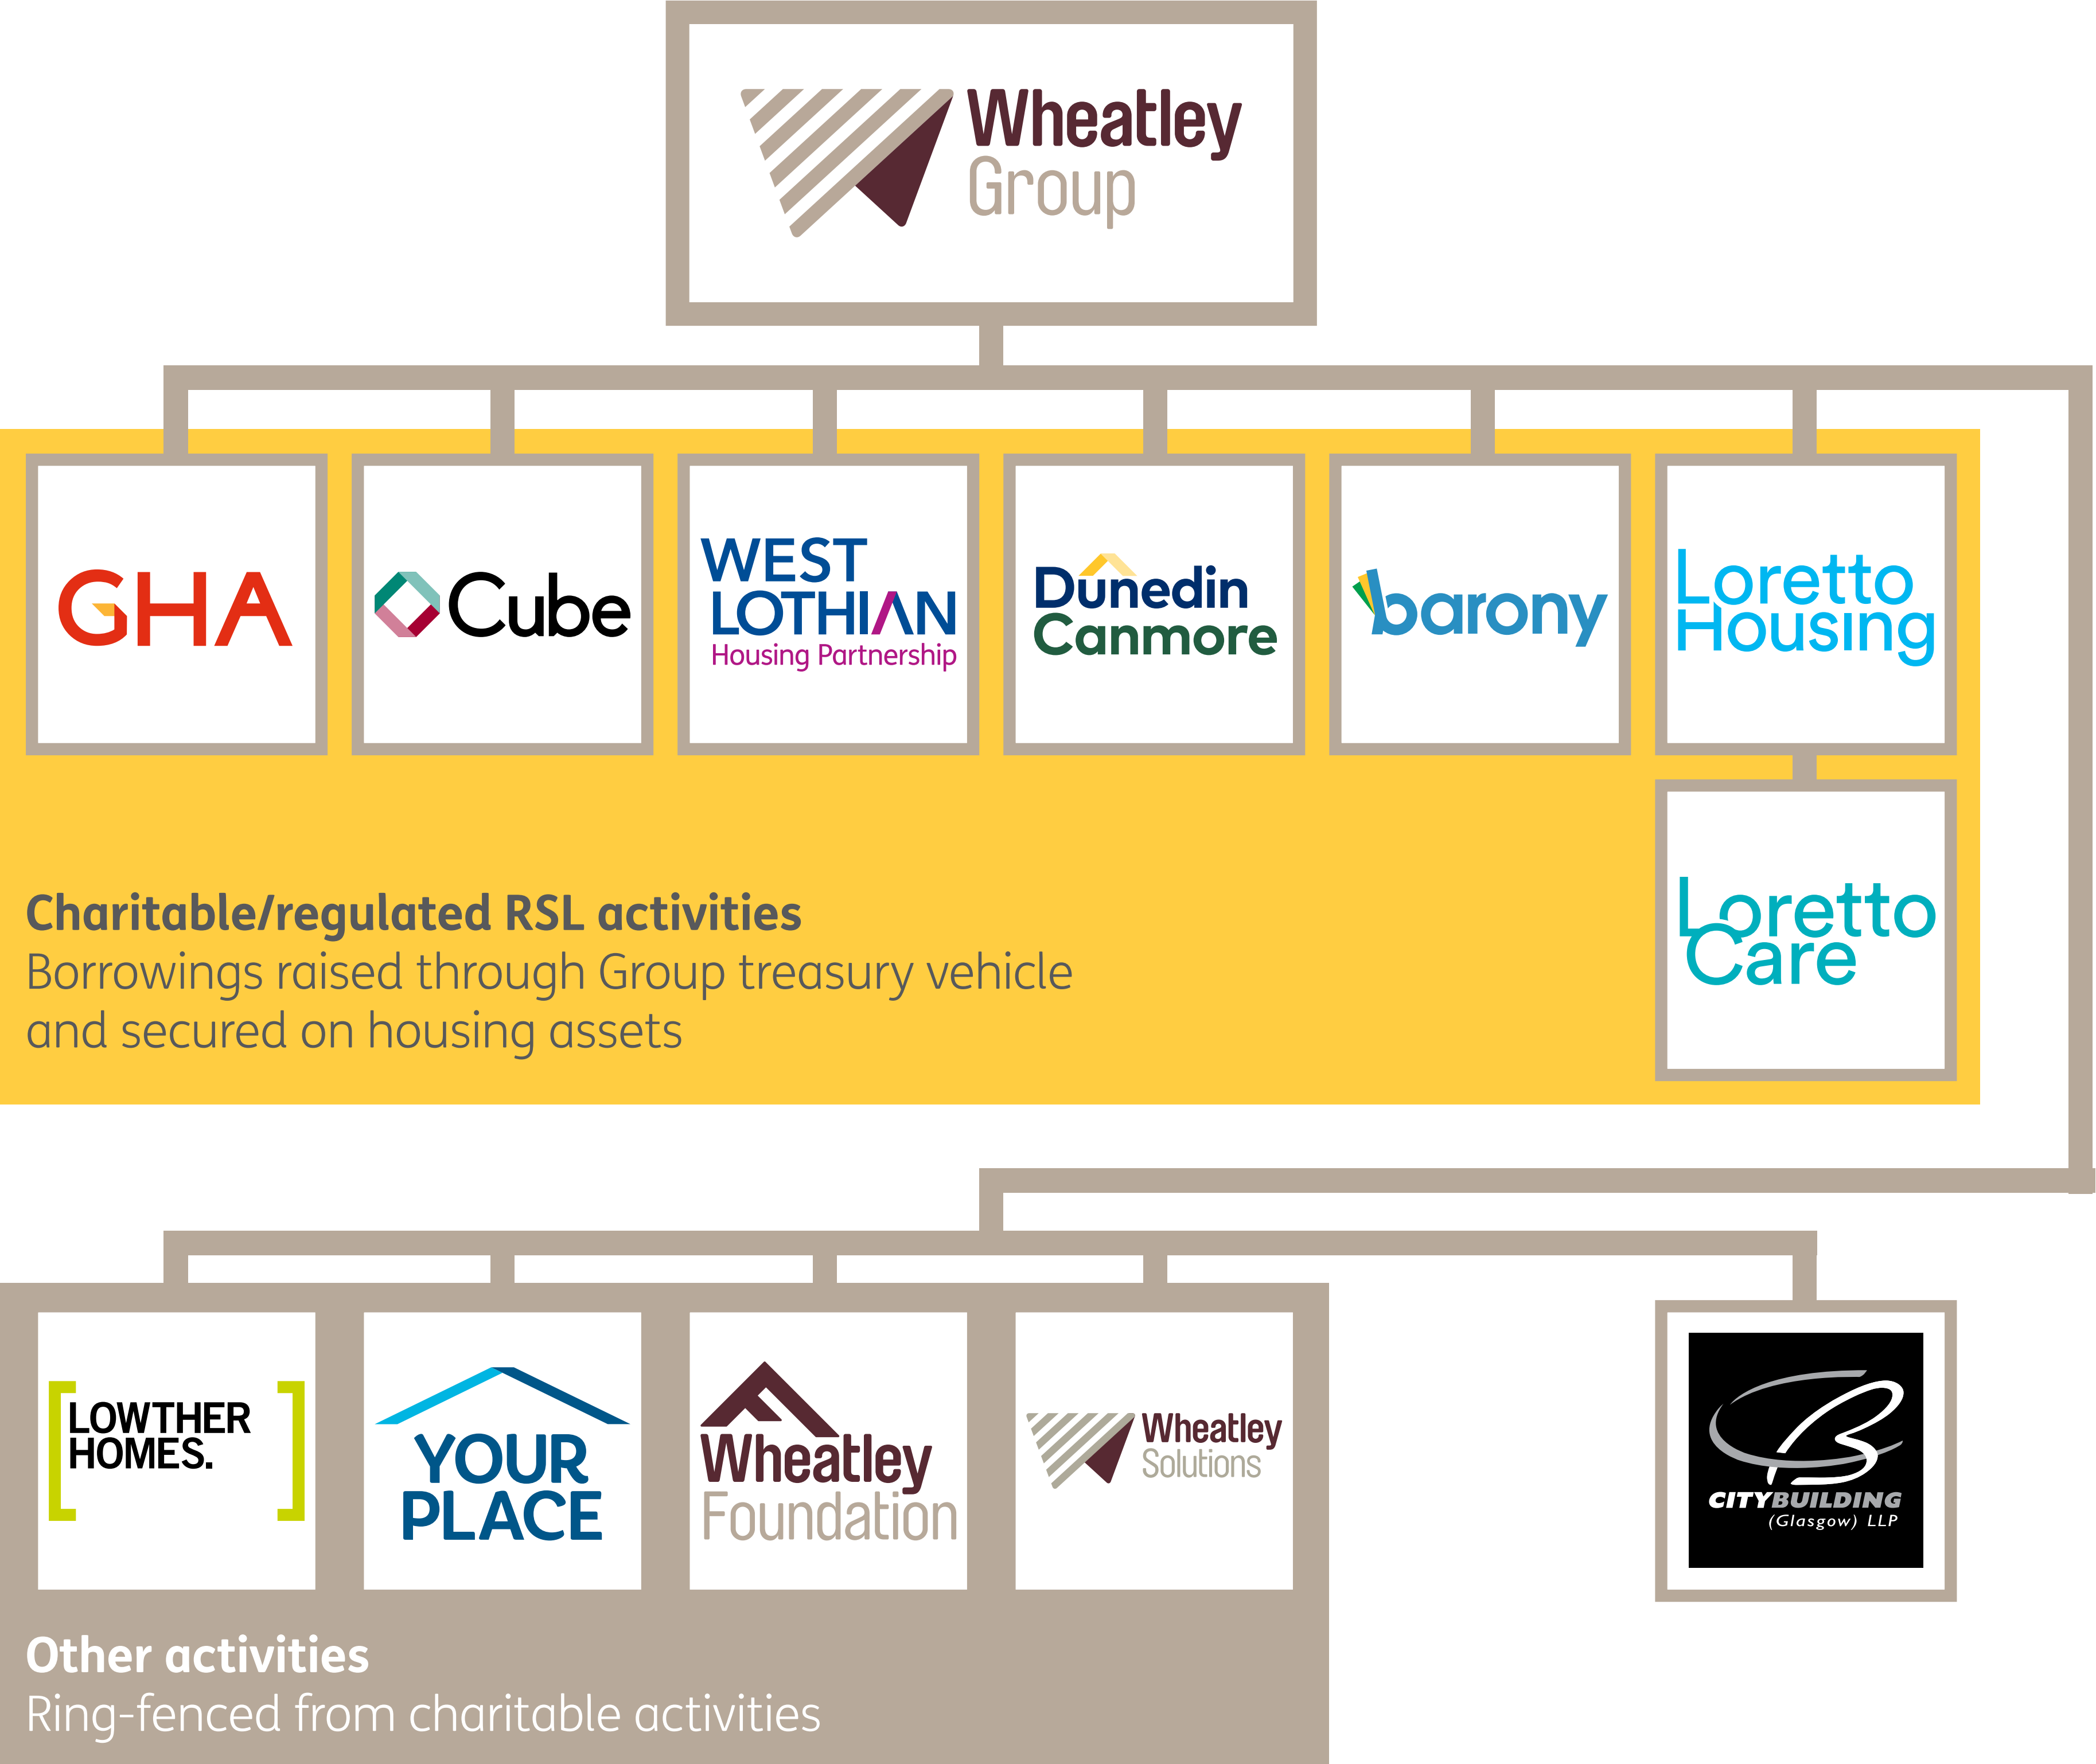 Wheatley
Group
GHA
Cube
WEST
LOTHIAN
Housing Partnership
Dunedin
Canmore
barony
Loretto
Housing
Loretto
Care
Charitable/regulated RSL activities
Borrowings raised through Group treasury vehicle
and secured on housing assets
LOWTHER
HOMES.
YOUR
PLACE
Wheatley
Foundation
Wheatley
Solutions
CITYBUILDING
(Glasgow) LLP
Other activities
Ring-fenced from charitable activities